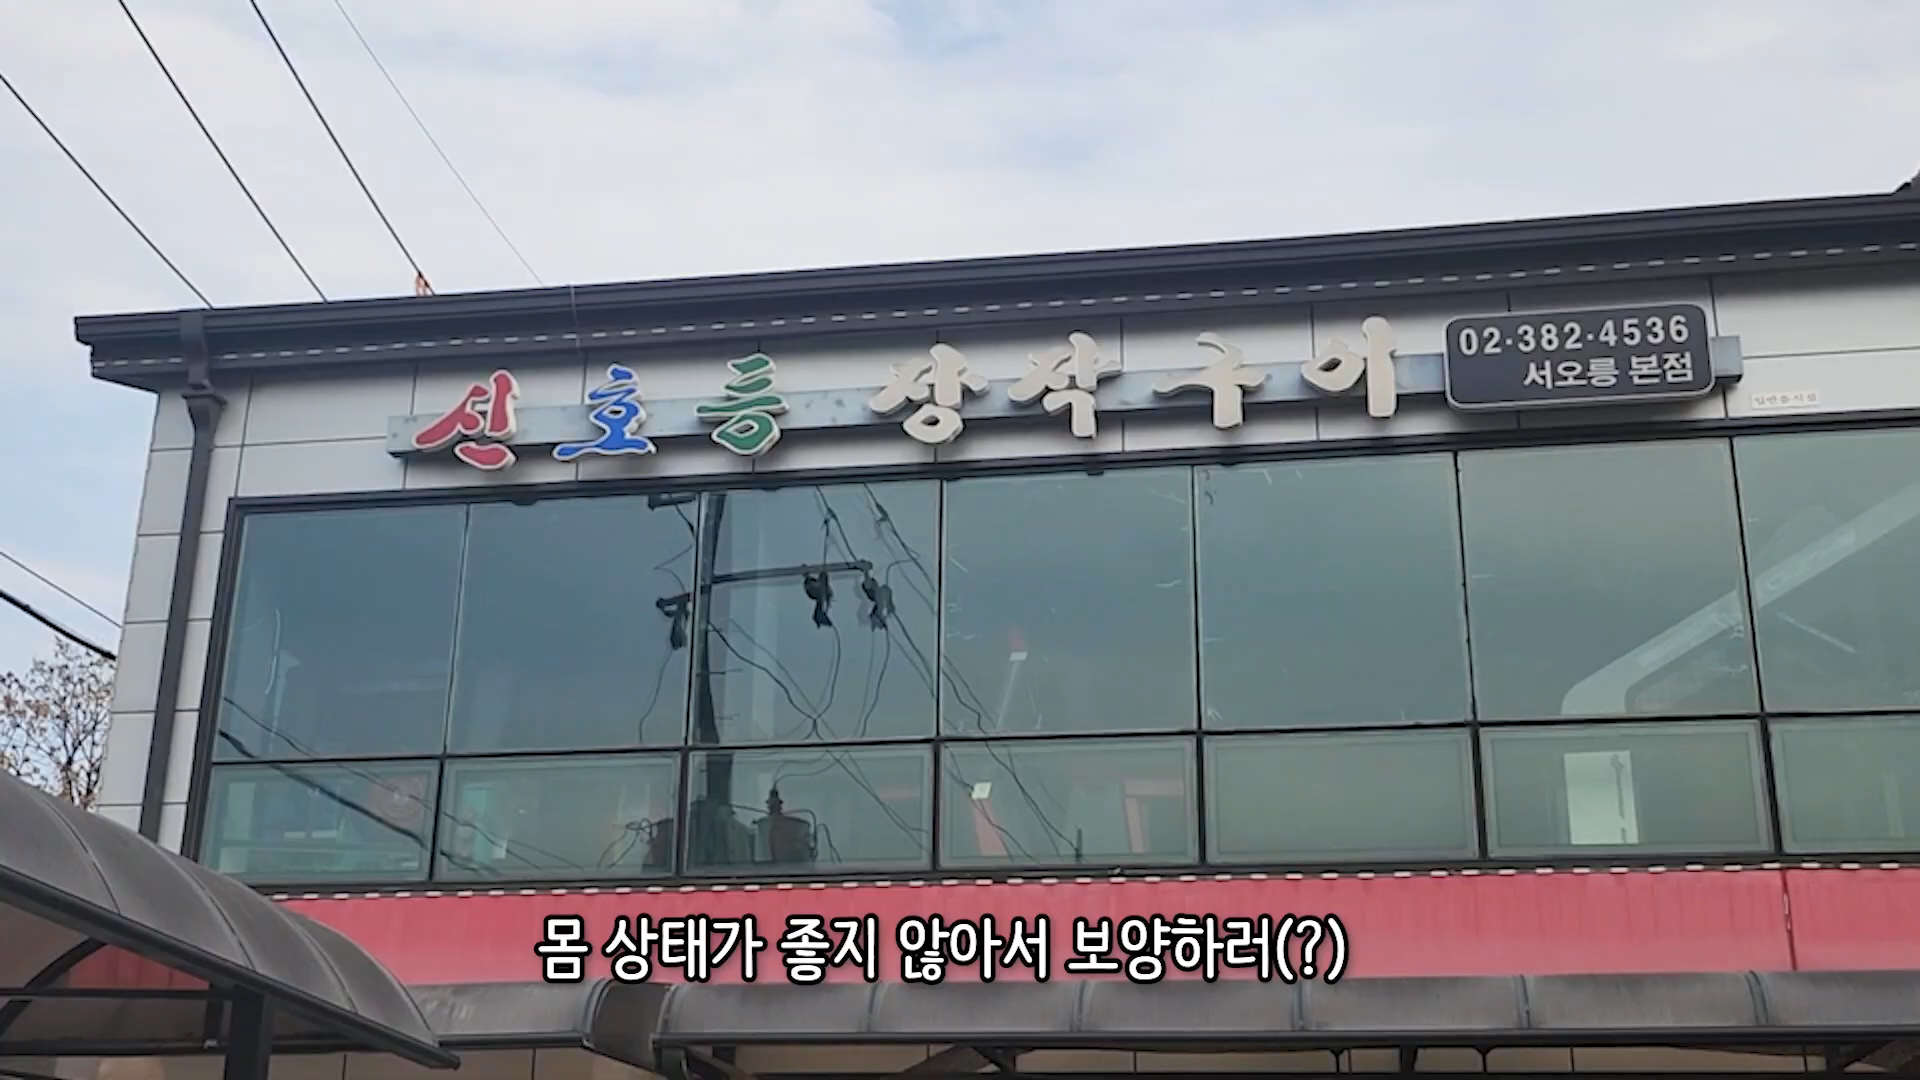 신호등 장작구이
02·382·4536
서오릉 본점
몸 상태가 좋지 않아서 보양하러(?)